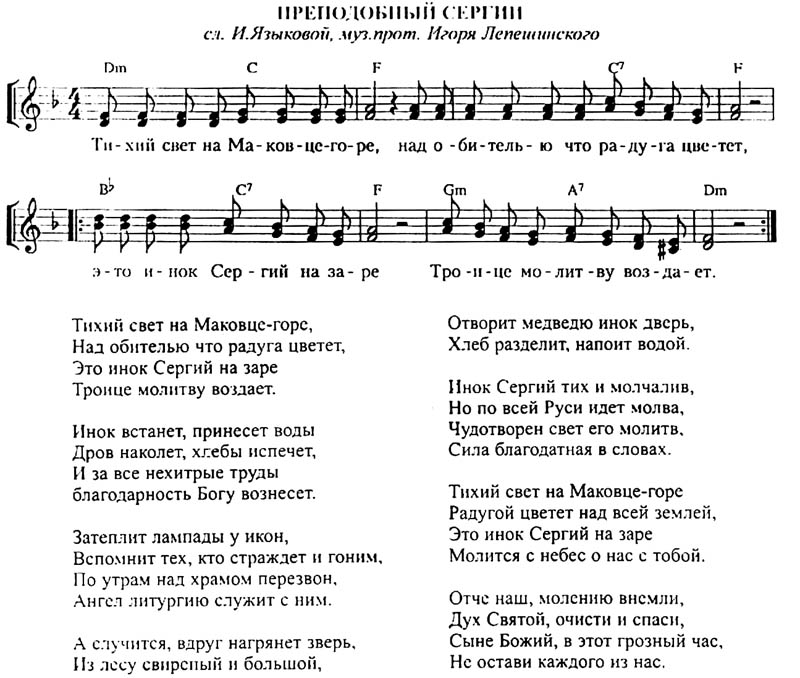 ПРЕПОДОБНЫЙ СЕРГИЙ
сл. И.Языковой, муз.прот. Игоря Лепешинского
Dm C F C7 F
4
4
Ти-хий свет на Ма-ков-це-го-ре, над о-би-тель-ю что ра-ду-га цве-тет,
Bb C7 F Gm A7 Dm
э-то и-нок Сер-гий на за-ре Тро-и-це мо-лит-ву воз-да-ет.
Тихий свет на Маковце-горе,
Над обителью что радуга цветет,
Это инок Сергий на заре
Троице молитву воздает.
Инок встанет, принесет воды
Дров наколет, хлебы испечет,
И за все нехитрые труды
благодарность Богу вознесет.
Затеплит лампады у икон,
Вспомнит тех, кто страждет и гоним,
По утрам над храмом перезвон,
Ангел литургию служит с ним.
А случится, вдруг нагрянет зверь,
Из лесу свирепый и большой,
Отворит медведю инок дверь,
Хлеб разделит, напоит водой.
Инок Сергий тих и молчалив,
Но по всей Руси идет молва,
Чудотворен свет его молитв,
Сила благодатная в словах.
Тихий свет на Маковце-горе
Радугой цветет над всей землей,
Это инок Сергий на заре
Молится с небес о нас с тобой.
Отче наш, молению внемли,
Дух Святой, очисти и спаси,
Сыне Божий, в этот грозный час,
Не остави каждого из нас.